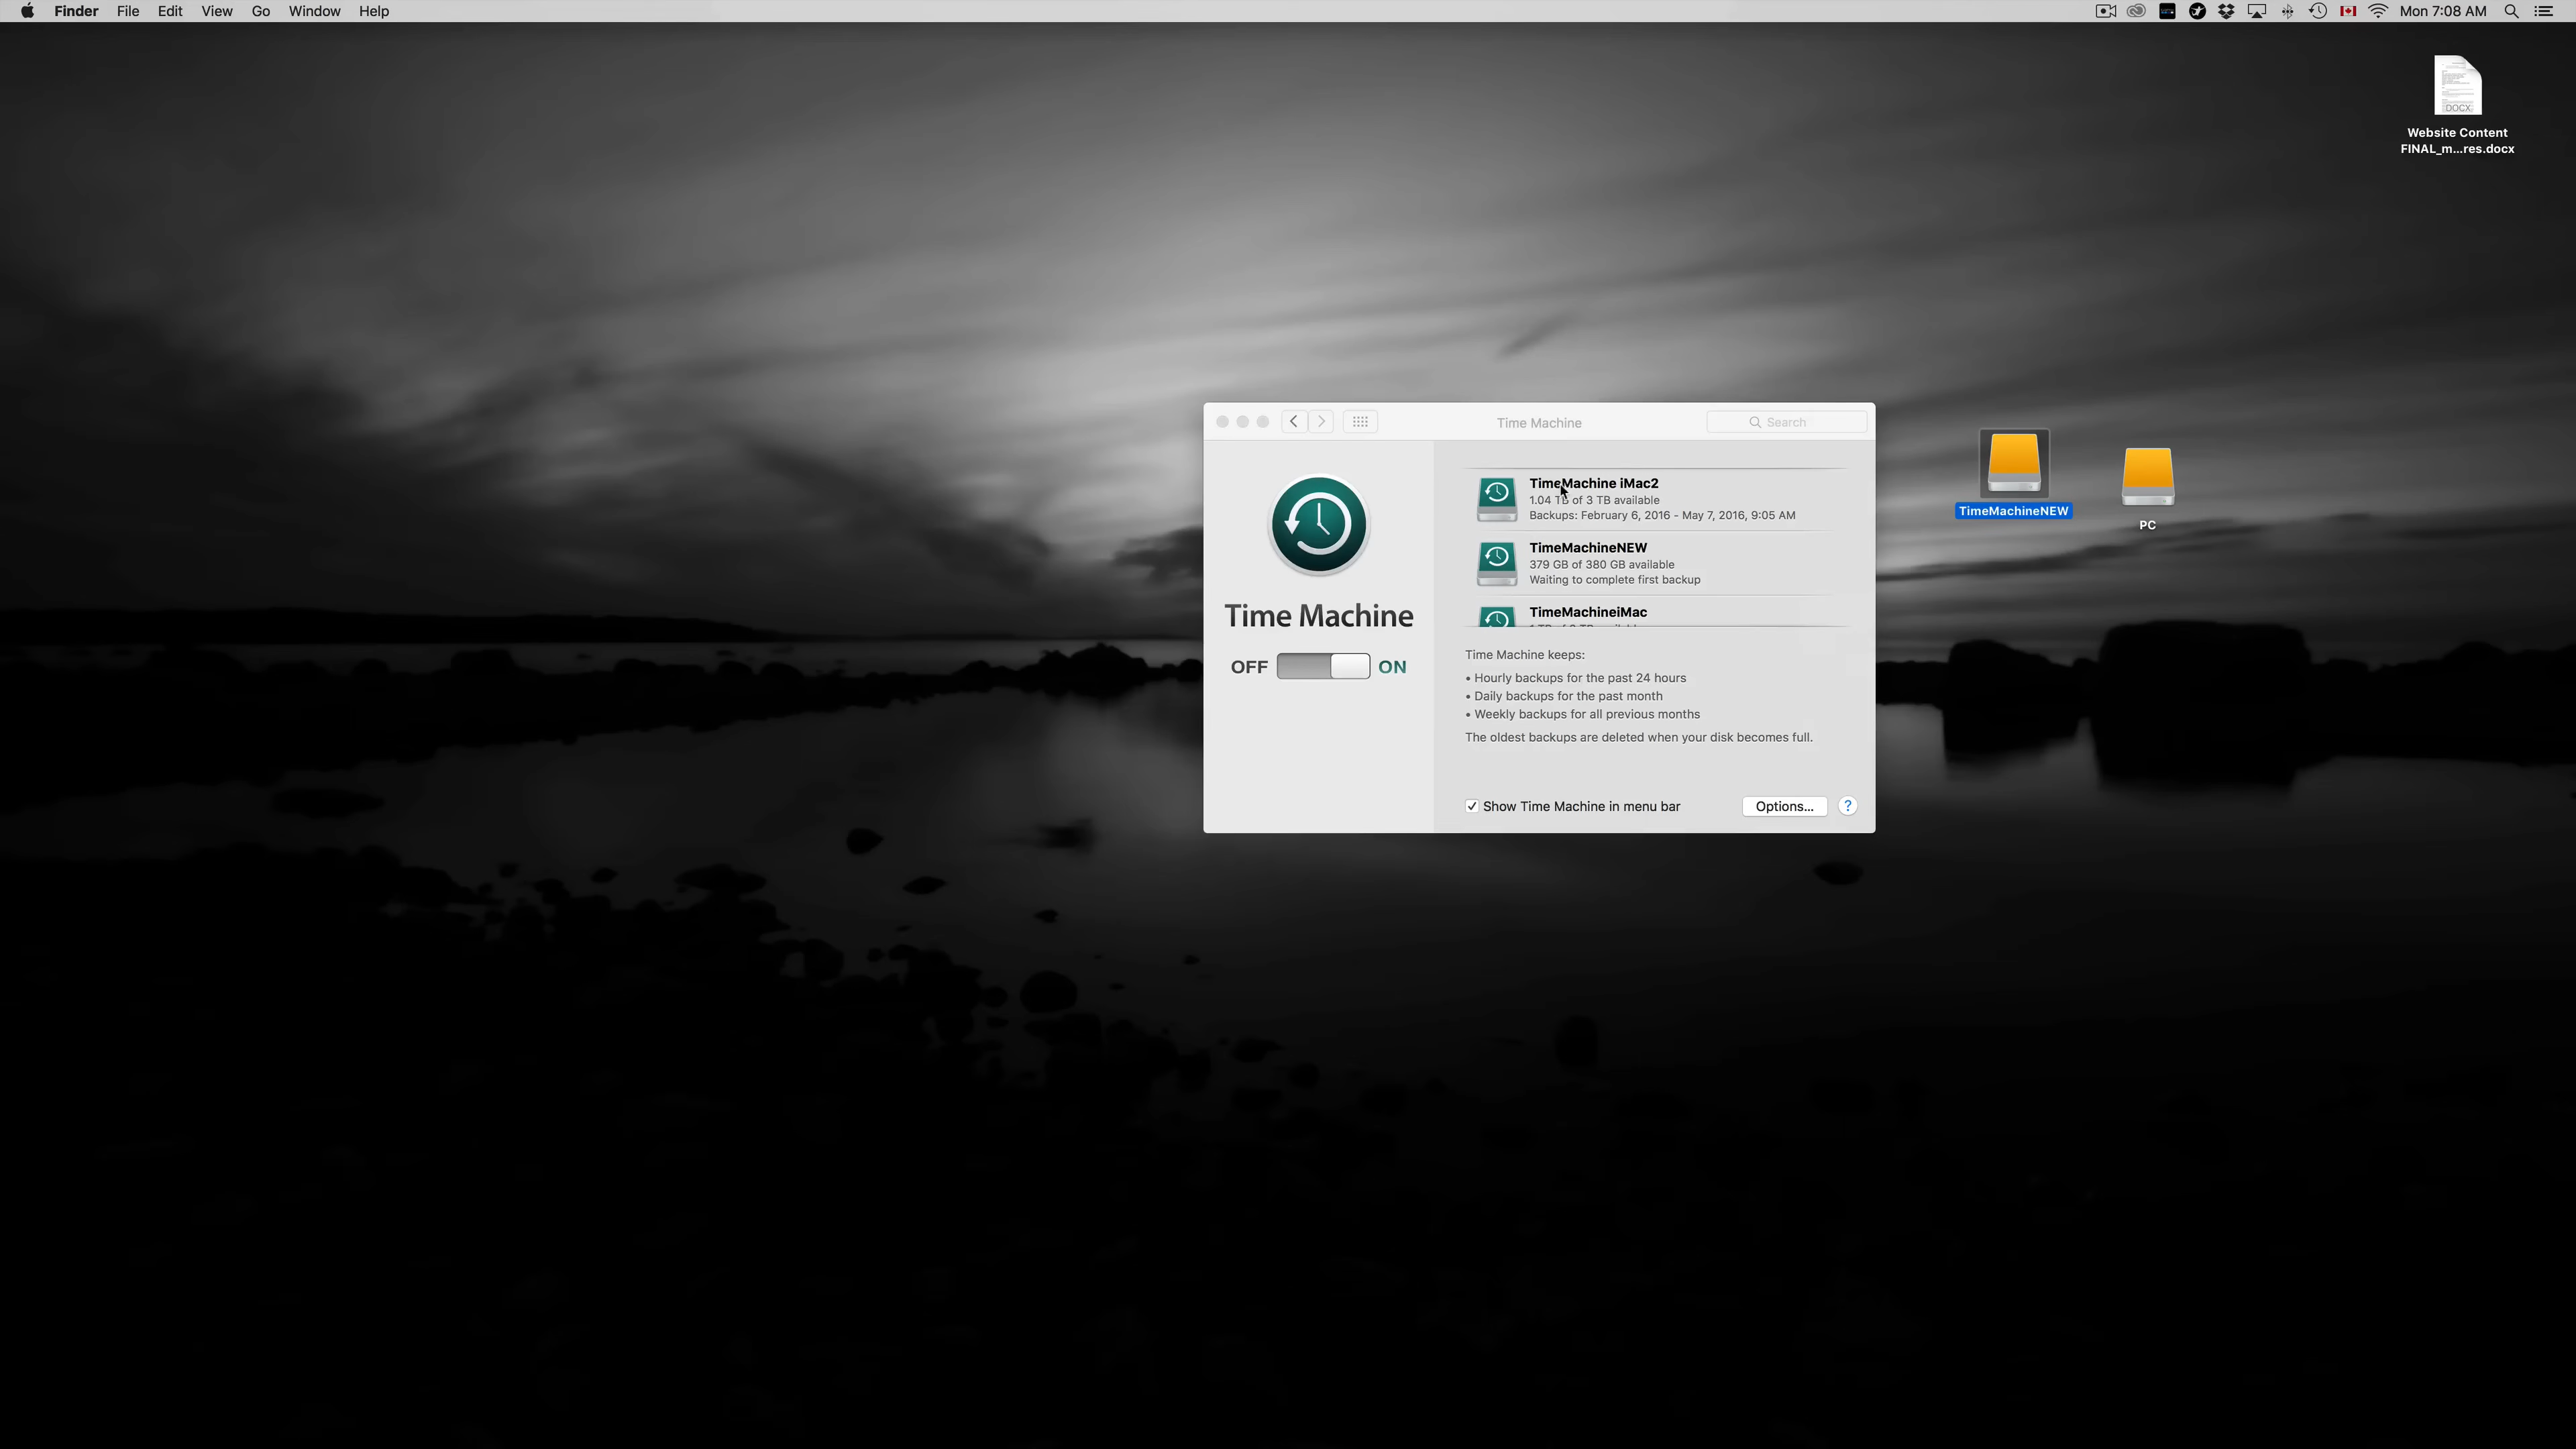 Finder File Edit View Go Window Help
Mon 7:08 AM
DOCX
Website Content
FINAL_m...res.docx
Time Machine
Search
TimeMachine iMac2
1.04 TB of 3 TB available
Backups: February 6, 2016 - May 7, 2016, 9:05 AM
TimeMachineNEW
379 GB of 380 GB available
Waiting to complete first backup
TimeMachineiMac
Time Machine
OFF ON
Time Machine keeps:
• Hourly backups for the past 24 hours
• Daily backups for the past month
• Weekly backups for all previous months
The oldest backups are deleted when your disk becomes full.
Show Time Machine in menu bar
Options...
?
TimeMachineNEW
PC